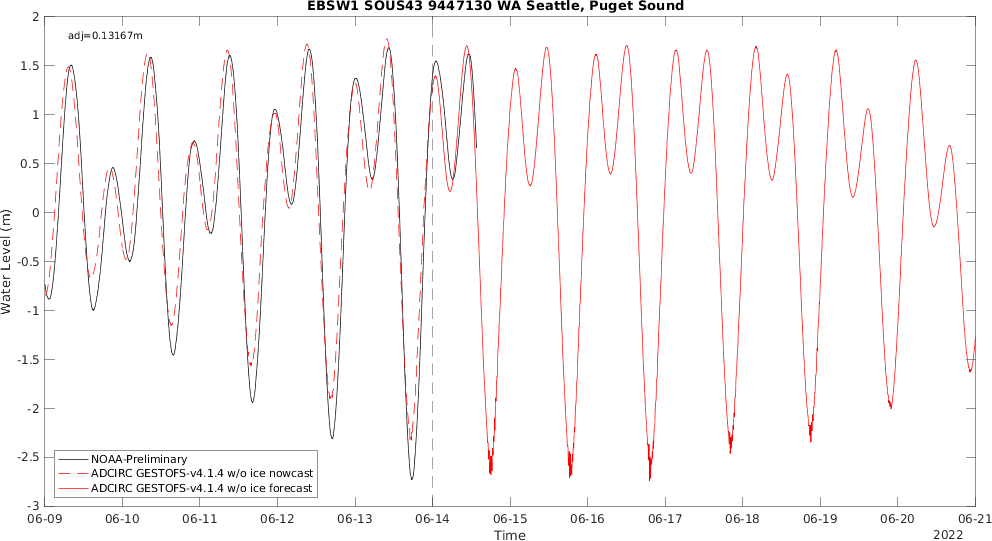 EBSW1 SOUS43 9447130 WA Seattle, Puget Sound
adj=0.13167m
2
1.5
1
0.5
0
-0.5
-1
-1.5
-2
-2.5
-3
Water Level (m)
NOAA-Preliminary
ADCIRC GESTOFS-v4.1.4 w/o ice nowcast
ADCIRC GESTOFS-v4.1.4 w/o ice forecast
06-09 06-10 06-11 06-12 06-13 06-14 06-15 06-16 06-17 06-18 06-19 06-20 06-21
Time
2022